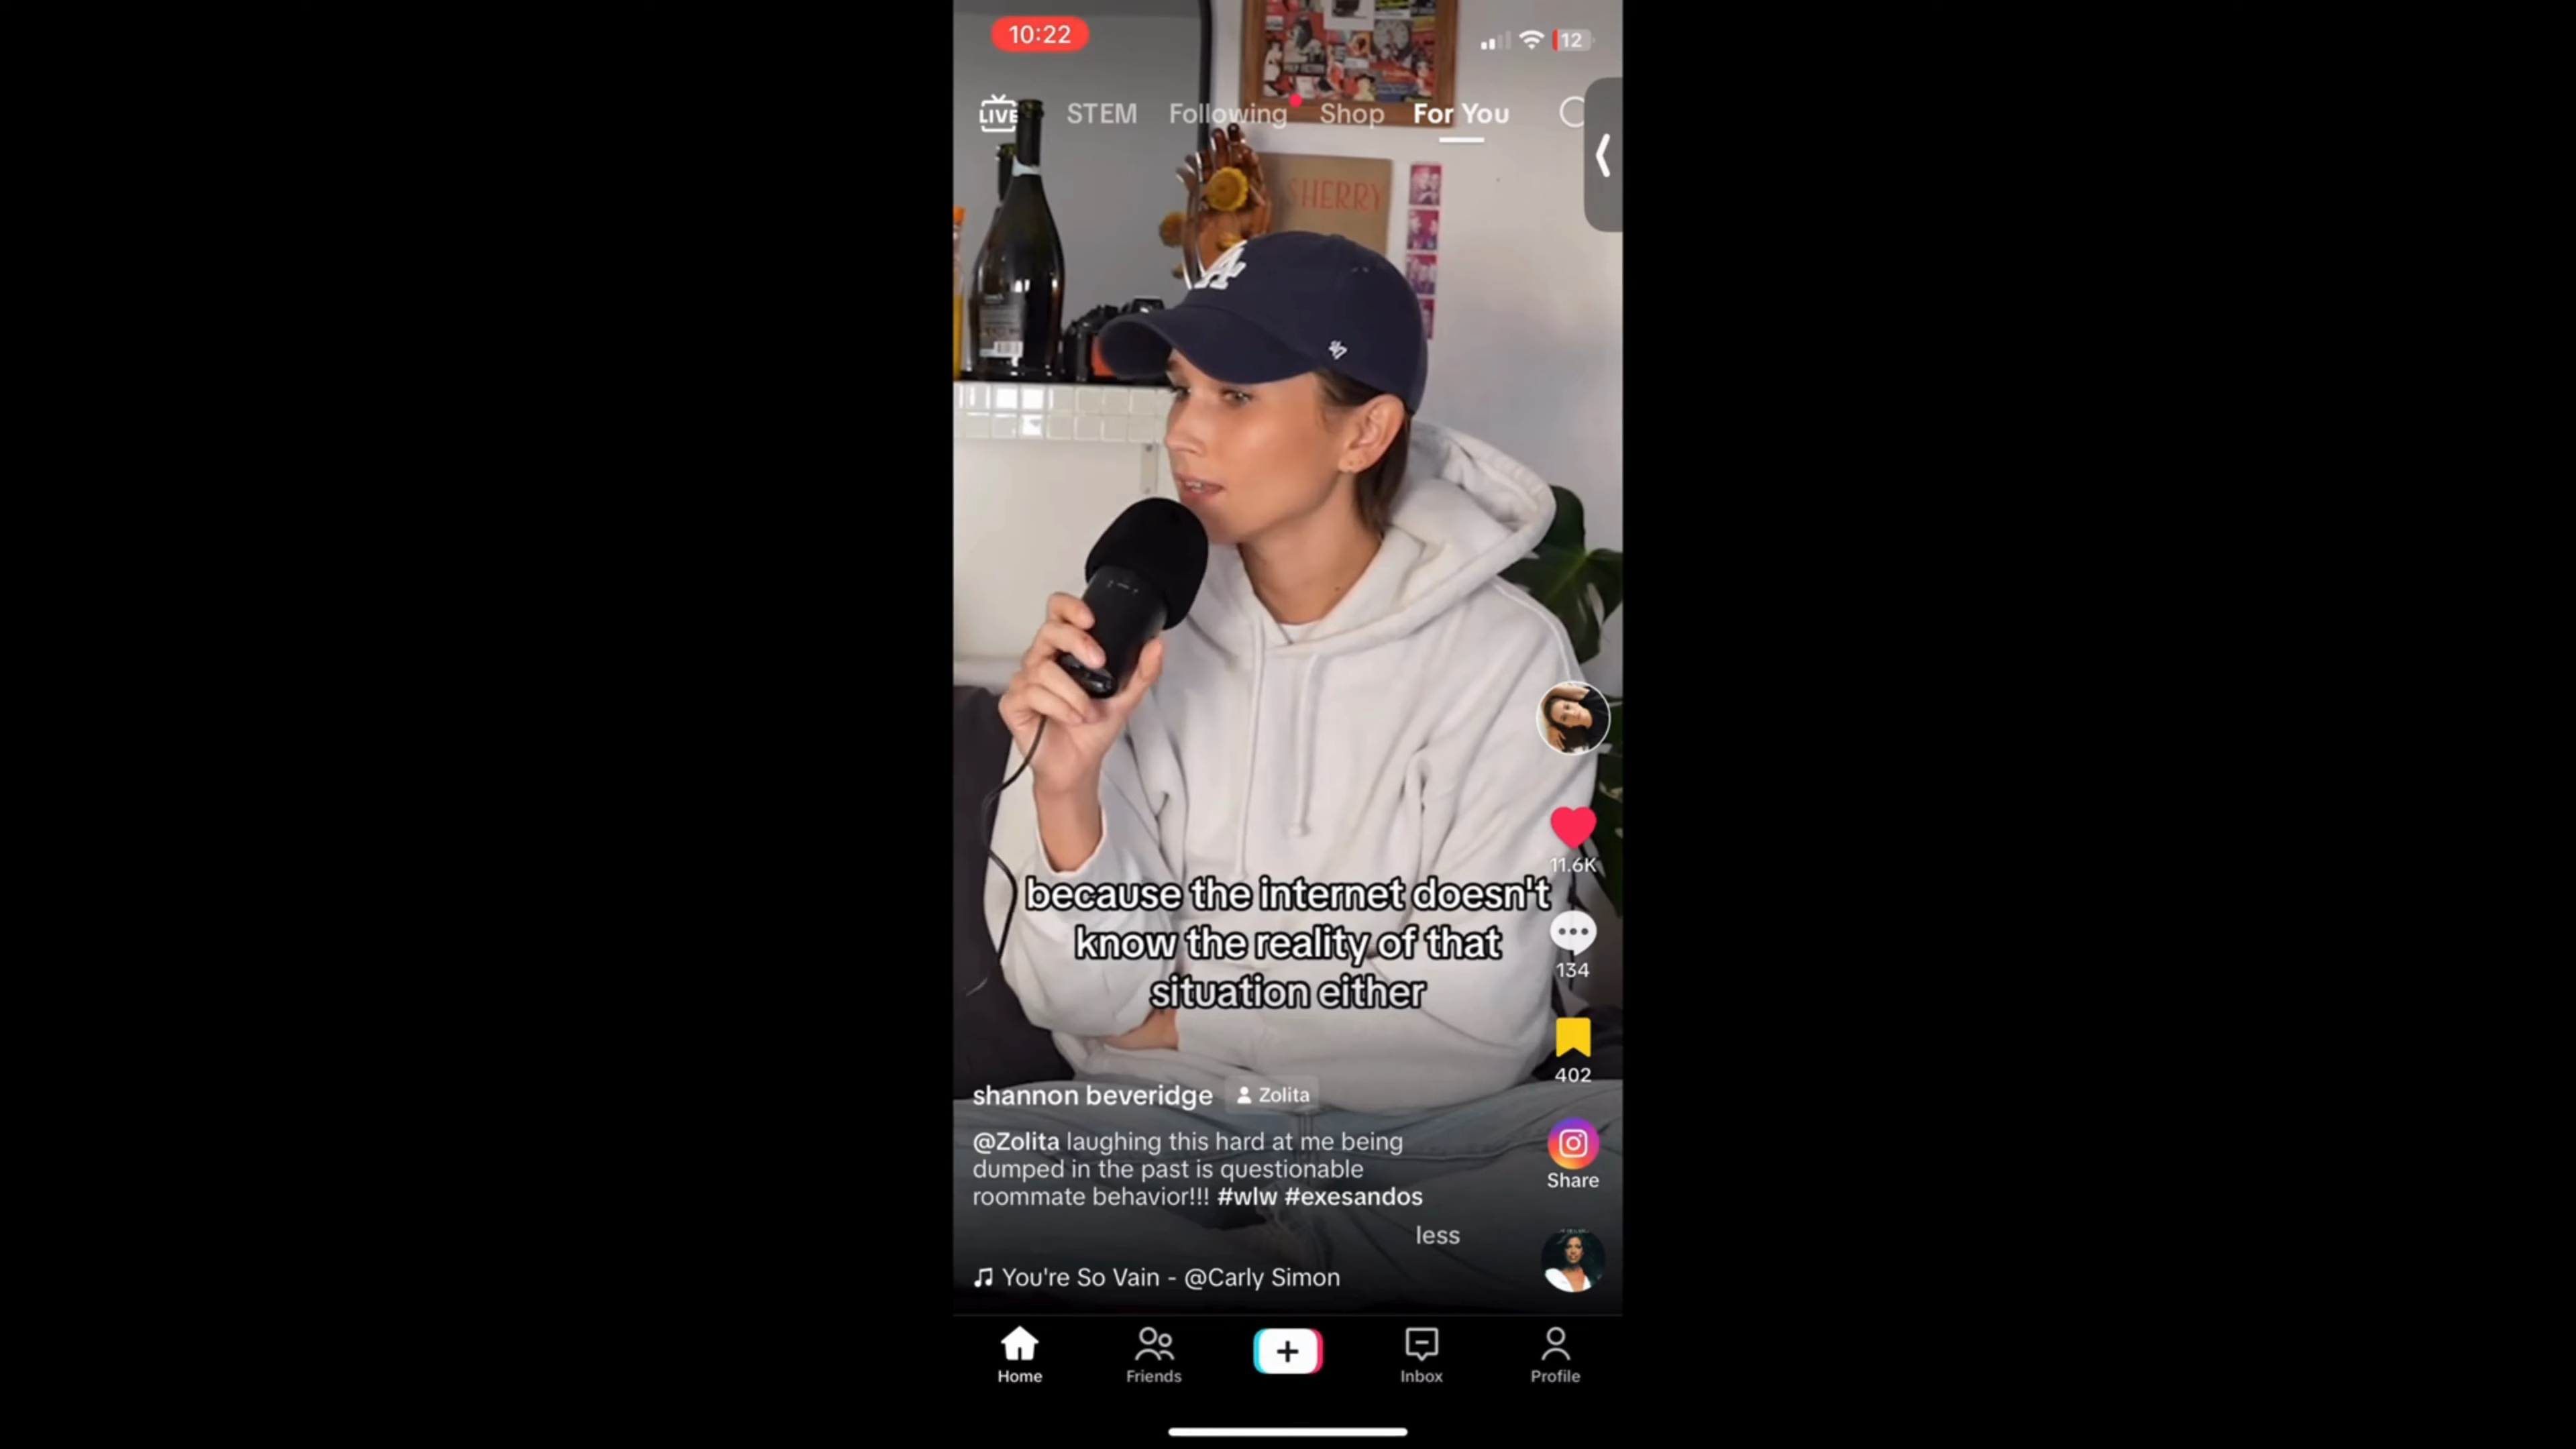 10:22
12
LIVE
STEM
Following
Shop
For You
SHERRY
LA
47
11.6K
because the internet doesn't
know the reality of that
situation either
134
402
shannon beveridge
Zolita
@Zolita laughing this hard at me being
dumped in the past is questionable
roommate behavior!!! #wlw #exesandos
Share
less
You're So Vain - @Carly Simon
Home
Friends
Inbox
Profile